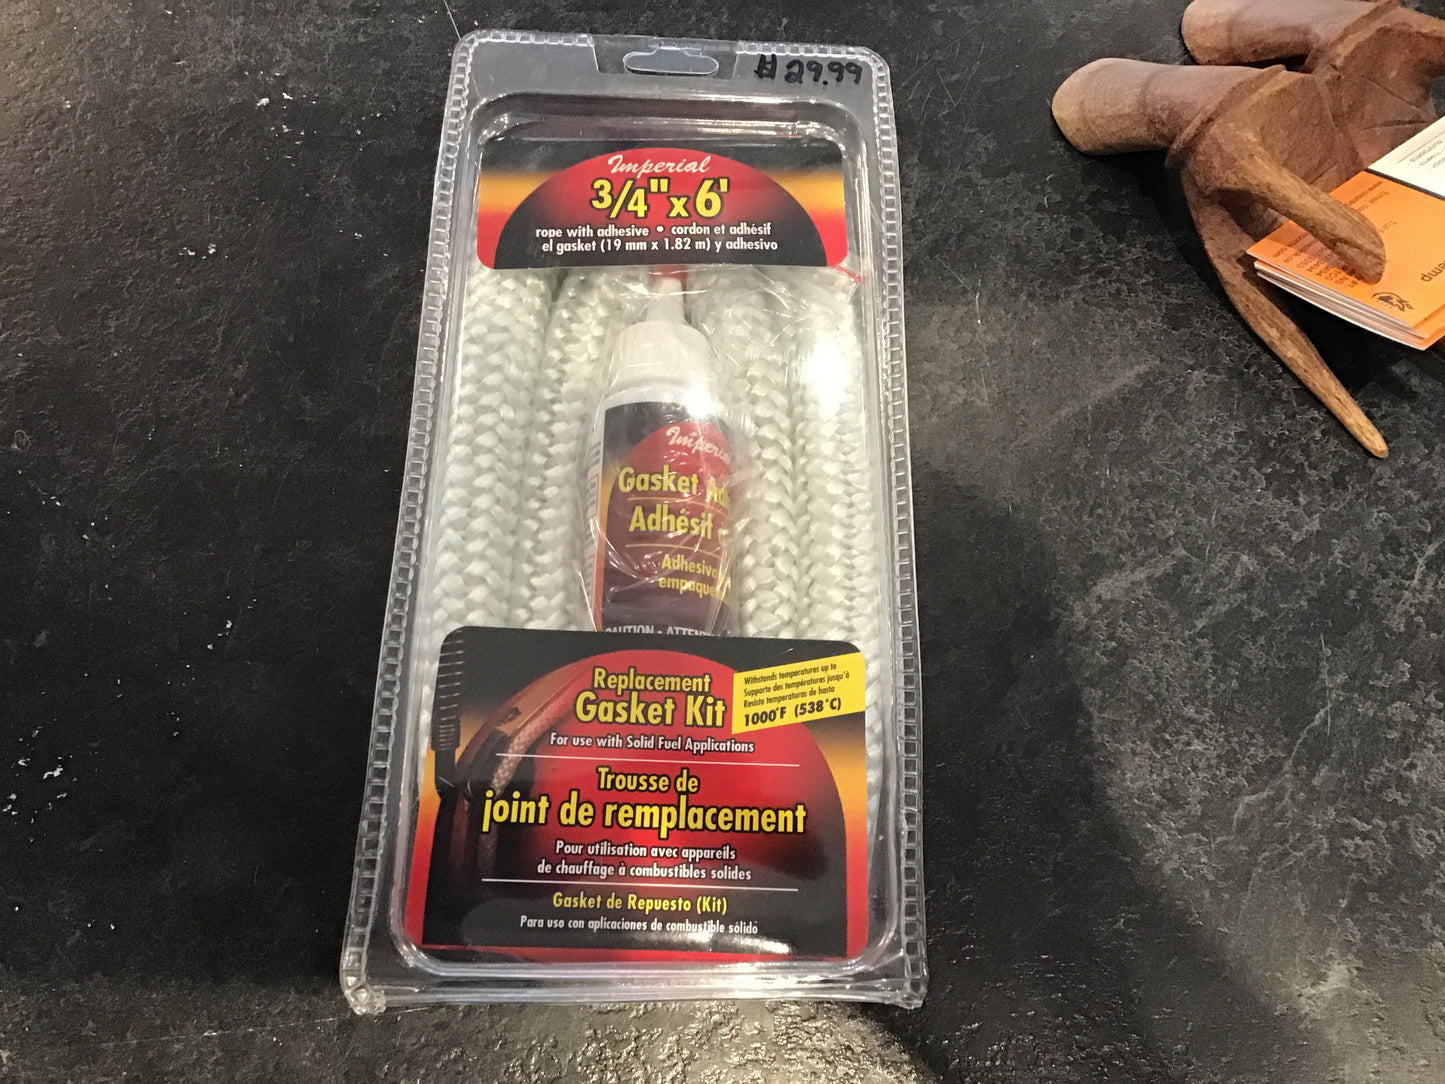 $29.99
Imperial
3/4" x 6'
rope with adhesive • cordon et adhésif
el gasket (19 mm x 1.82 m) y adhesivo
Imperial
Gasket
Adhésif
Adhesivo
empaque
CAUTION •
Replacement
Gasket Kit
For use with Solid Fuel Applications
Withstands temperatures up to
Supporte des températures jusqu'à
Resiste temperaturas de hasta
1000°F (538°C)
Trousse de
joint de remplacement
Pour utilisation avec appareils
de chauffage à combustibles solides
Gasket de Repuesto (Kit)
Para uso con aplicaciones de combustible sólido